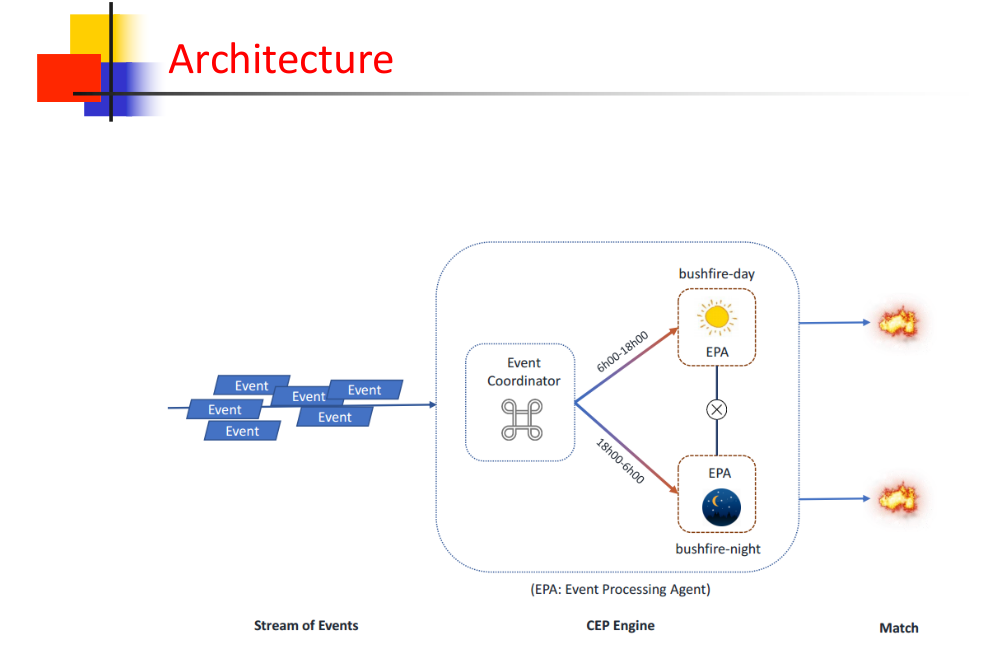 Architecture
bushfire-day
EPA
6h00-18h00
Event
Coordinator
Event
Event
Event
Event
Event
Event
18h00-6h00
EPA
bushfire-night
(EPA: Event Processing Agent)
Stream of Events
CEP Engine
Match